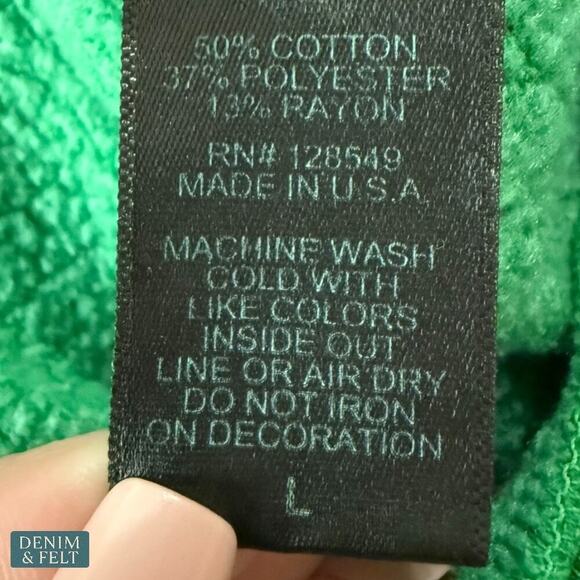 50% COTTON
37% POLYESTER
13% RAYON
RN# 128549
MADE IN U.S.A
MACHINE WASH
COLD WITH
LIKE COLORS
INSIDE OUT
LINE OR AIR DRY
DO NOT IRON
ON DECORATION
L
DENIM
& FELT